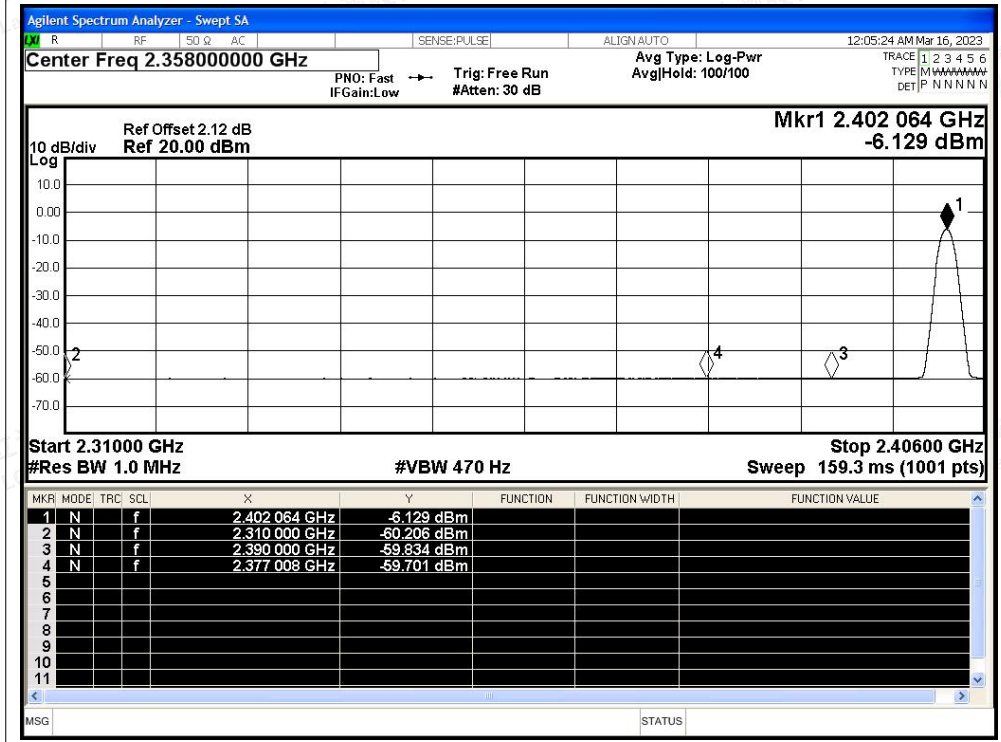 Agilent Spectrum Analyzer - Swept SA
LXI R RF 50 Ω AC SENSE:PULSE ALIGN AUTO 12:05:24 AM Mar 16, 2023
Center Freq 2.358000000 GHz
PNO: Fast Trig: Free Run Avg Type: Log-Pwr TRACE 1 2 3 4 5 6
IFGain:Low #Atten: 30 dB Avg|Hold: 100/100 TYPE M WWWWW
DET P N N N N N
Mkr1 2.402 064 GHz
-6.129 dBm
Ref Offset 2.12 dB
10 dB/div Ref 20.00 dBm
Log
10.0
0.00
1
-10.0
-20.0
-30.0
-40.0
-50.0
2 4 3
-60.0
-70.0
Start 2.31000 GHz Stop 2.40600 GHz
#Res BW 1.0 MHz #VBW 470 Hz Sweep 159.3 ms (1001 pts)
MKR MODE TRC SCL X Y FUNCTION FUNCTION WIDTH FUNCTION VALUE
1 N f 2.402 064 GHz -6.129 dBm
2 N f 2.310 000 GHz -60.206 dBm
3 N f 2.390 000 GHz -59.834 dBm
4 N f 2.377 008 GHz -59.701 dBm
5
6
7
8
9
10
11
MSG STATUS